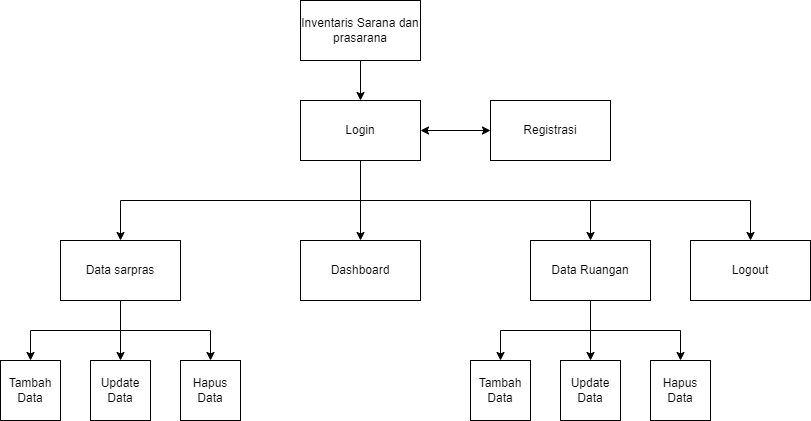 Inventaris Sarana dan
prasarana
Login
Registrasi
Data sarpras
Dashboard
Data Ruangan
Logout
Tambah
Data
Update
Data
Hapus
Data
Tambah
Data
Update
Data
Hapus
Data